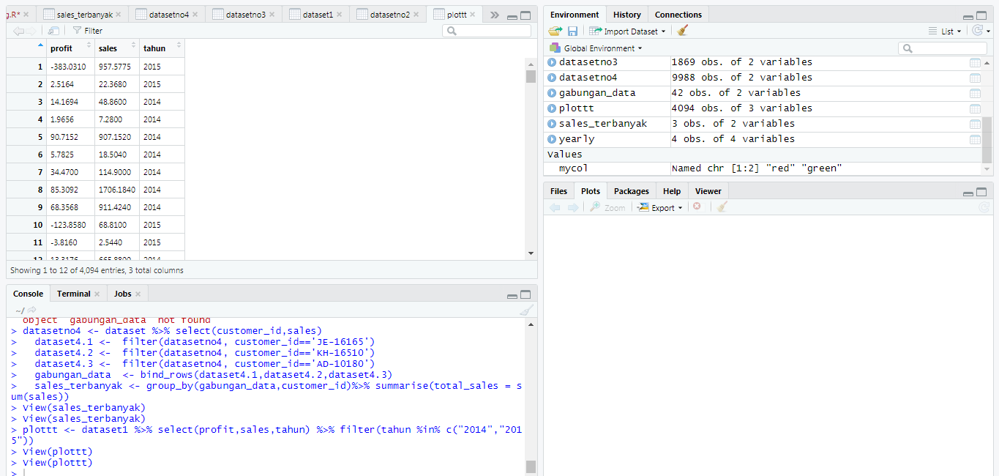 g.R* sales_terbanyak datasetno4 datasetno3 dataset1 datasetno2 plottt
Filter
profit sales tahun
1 -383.0310 957.5775 2015
2 2.5164 22.3680 2015
3 14.1694 48.8600 2014
4 1.9656 7.2800 2014
5 90.7152 907.1520 2014
6 5.7825 18.5040 2014
7 34.4700 114.9000 2014
8 85.3092 1706.1840 2014
9 68.3568 911.4240 2014
10 -123.8580 68.8100 2015
11 -3.8160 2.5440 2015
12 13.3176 665.8800 2014
Showing 1 to 12 of 4,094 entries, 3 total columns
Console Terminal Jobs
~/
object gabungan_data not found
> datasetno4 <- dataset %>% select(customer_id,sales)
>   dataset4.1 <-  filter(datasetno4, customer_id=='JE-16165')
>   dataset4.2 <-  filter(datasetno4, customer_id=='KH-16510')
>   dataset4.3 <-  filter(datasetno4, customer_id=='AD-10180')
>   gabungan_data  <- bind_rows(dataset4.1,dataset4.2,dataset4.3)
>   sales_terbanyak <- group_by(gabungan_data,customer_id)%>% summarise(total_sales = s
um(sales))
> View(sales_terbanyak)
> View(sales_terbanyak)
> plottt <- dataset1 %>% select(profit,sales,tahun) %>% filter(tahun %in% c("2014","201
5"))
> View(plottt)
> View(plottt)
>
Environment History Connections
Import Dataset List
Global Environment
datasetno3 1869 obs. of 2 variables
datasetno4 9988 obs. of 2 variables
gabungan_data 42 obs. of 2 variables
plottt 4094 obs. of 3 variables
sales_terbanyak 3 obs. of 2 variables
yearly 4 obs. of 4 variables
Values
mycol Named chr [1:2] "red" "green"
Files Plots Packages Help Viewer
Zoom Export